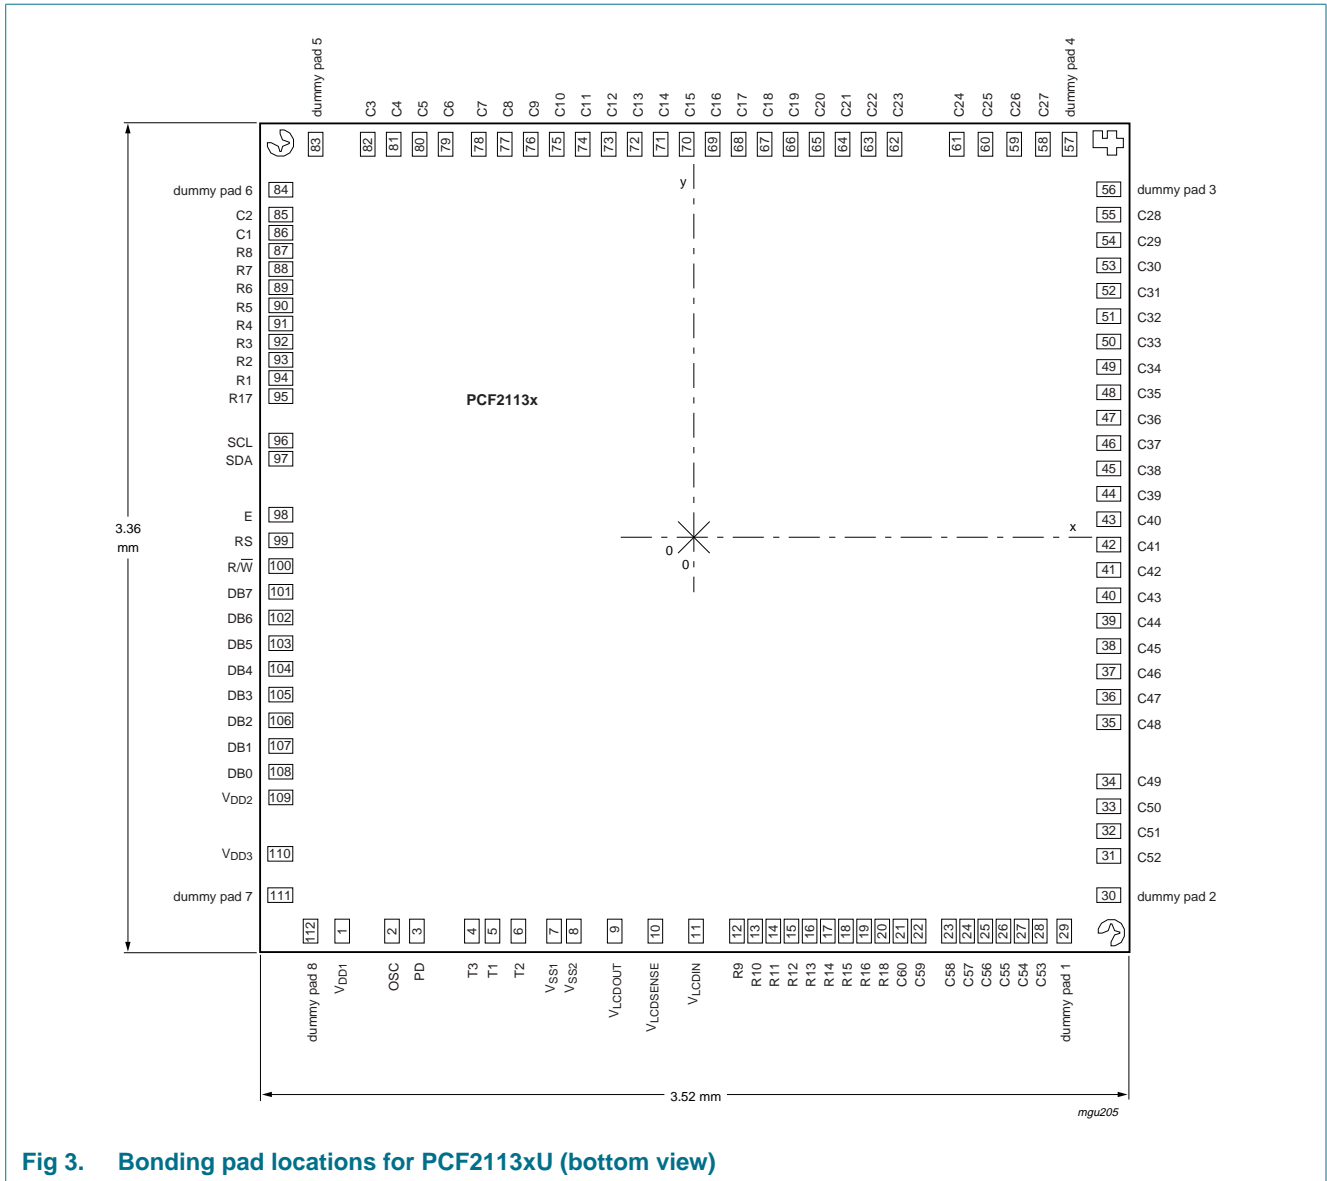 dummy pad 5
C3
C4
C5
C6
C7
C8
C9
C10
C11
C12
C13
C14
C15
C16
C17
C18
C19
C20
C21
C22
C23
C24
C25
C26
C27
dummy pad 4
83
82
81
80
79
78
77
76
75
74
73
72
71
70
69
68
67
66
65
64
63
62
61
60
59
58
57
dummy pad 6 84
C2 85
C1 86
R8 87
R7 88
R6 89
R5 90
R4 91
R3 92
R2 93
R1 94
R17 95
SCL 96
SDA 97
E 98
RS 99
R/W̅ 100
DB7 101
DB6 102
DB5 103
DB4 104
DB3 105
DB2 106
DB1 107
DB0 108
VDD2 109
VDD3 110
dummy pad 7 111
3.36
mm
PCF2113x
y
x
0
0
56 dummy pad 3
55 C28
54 C29
53 C30
52 C31
51 C32
50 C33
49 C34
48 C35
47 C36
46 C37
45 C38
44 C39
43 C40
42 C41
41 C42
40 C43
39 C44
38 C45
37 C46
36 C47
35 C48
34 C49
33 C50
32 C51
31 C52
30 dummy pad 2
112
1
2
3
4
5
6
7
8
9
10
11
12
13
14
15
16
17
18
19
20
21
22
23
24
25
26
27
28
29
dummy pad 8
VDD1
OSC
PD
T3
T1
T2
VSS1
VSS2
VLCDOUT
VLCDSENSE
VLCDIN
R9
R10
R11
R12
R13
R14
R15
R16
R18
C60
C59
C58
C57
C56
C55
C54
C53
dummy pad 1
3.52 mm
mgu205
Fig 3. Bonding pad locations for PCF2113xU (bottom view)